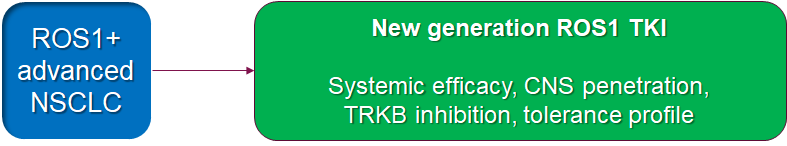 ROS1+
advanced
NSCLC
New generation ROS1 TKI
Systemic efficacy, CNS penetration,
TRKB inhibition, tolerance profile